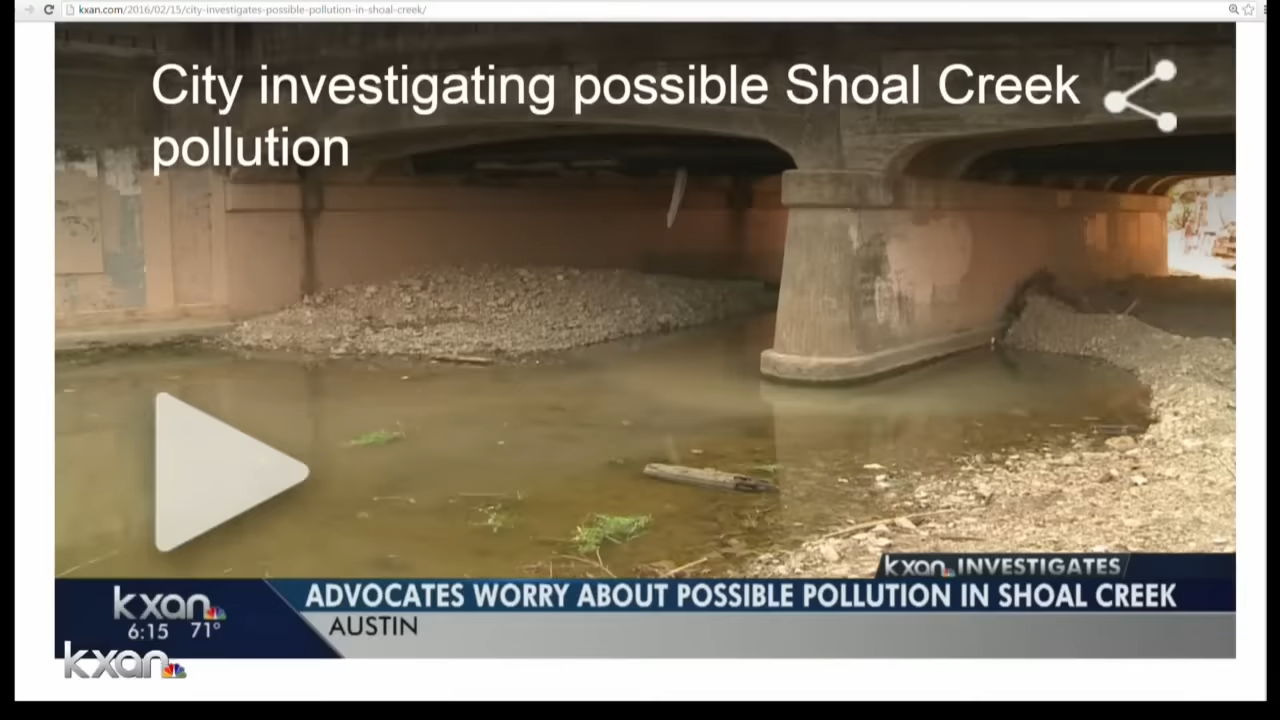 kxan.com/2016/02/15/city-investigates-possible-pollution-in-shoal-creek/
City investigating possible Shoal Creek
pollution
kxan INVESTIGATES
kxan
ADVOCATES WORRY ABOUT POSSIBLE POLLUTION IN SHOAL CREEK
6:15 71°
AUSTIN
kxan